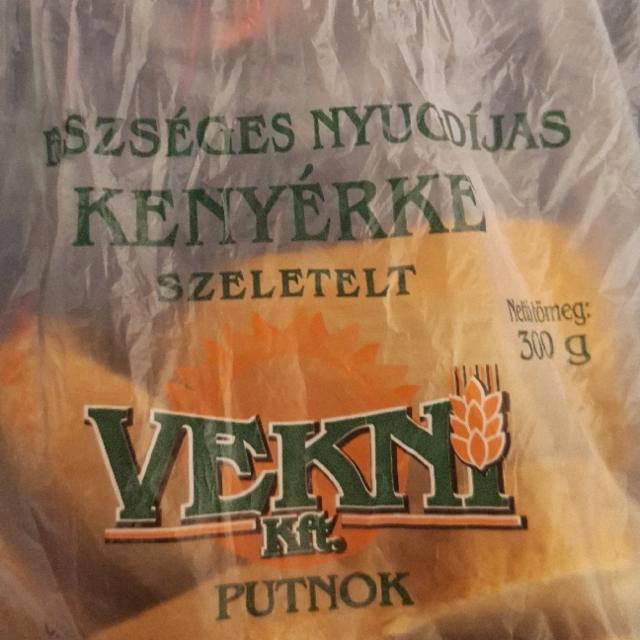 ESZSÉGES NYUGDÍJAS
KENYÉRKE
SZELETELT
Nettótömeg:
300 g
VEKNI
Kft.
PUTNOK